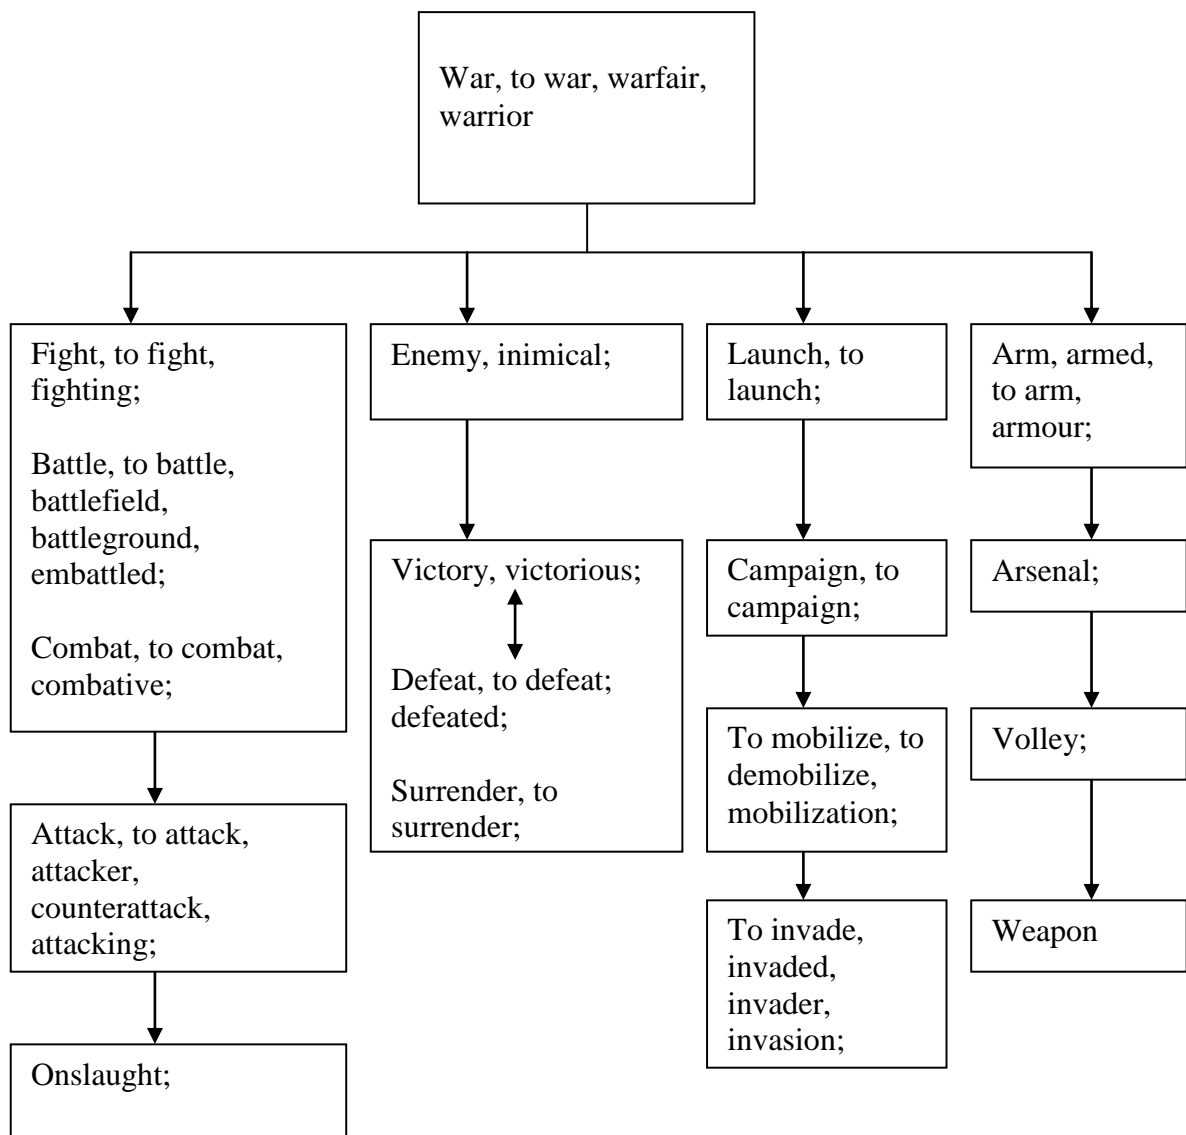 War, to war, warfair,
warrior
Fight, to fight,
fighting;
Battle, to battle,
battlefield,
battleground,
embattled;
Combat, to combat,
combative;
Attack, to attack,
attacker,
counterattack,
attacking;
Onslaught;
Enemy, inimical;
Victory, victorious;
Defeat, to defeat;
defeated;
Surrender, to
surrender;
Launch, to
launch;
Campaign, to
campaign;
To mobilize, to
demobilize,
mobilization;
To invade,
invaded,
invader,
invasion;
Arm, armed,
to arm,
armour;
Arsenal;
Volley;
Weapon